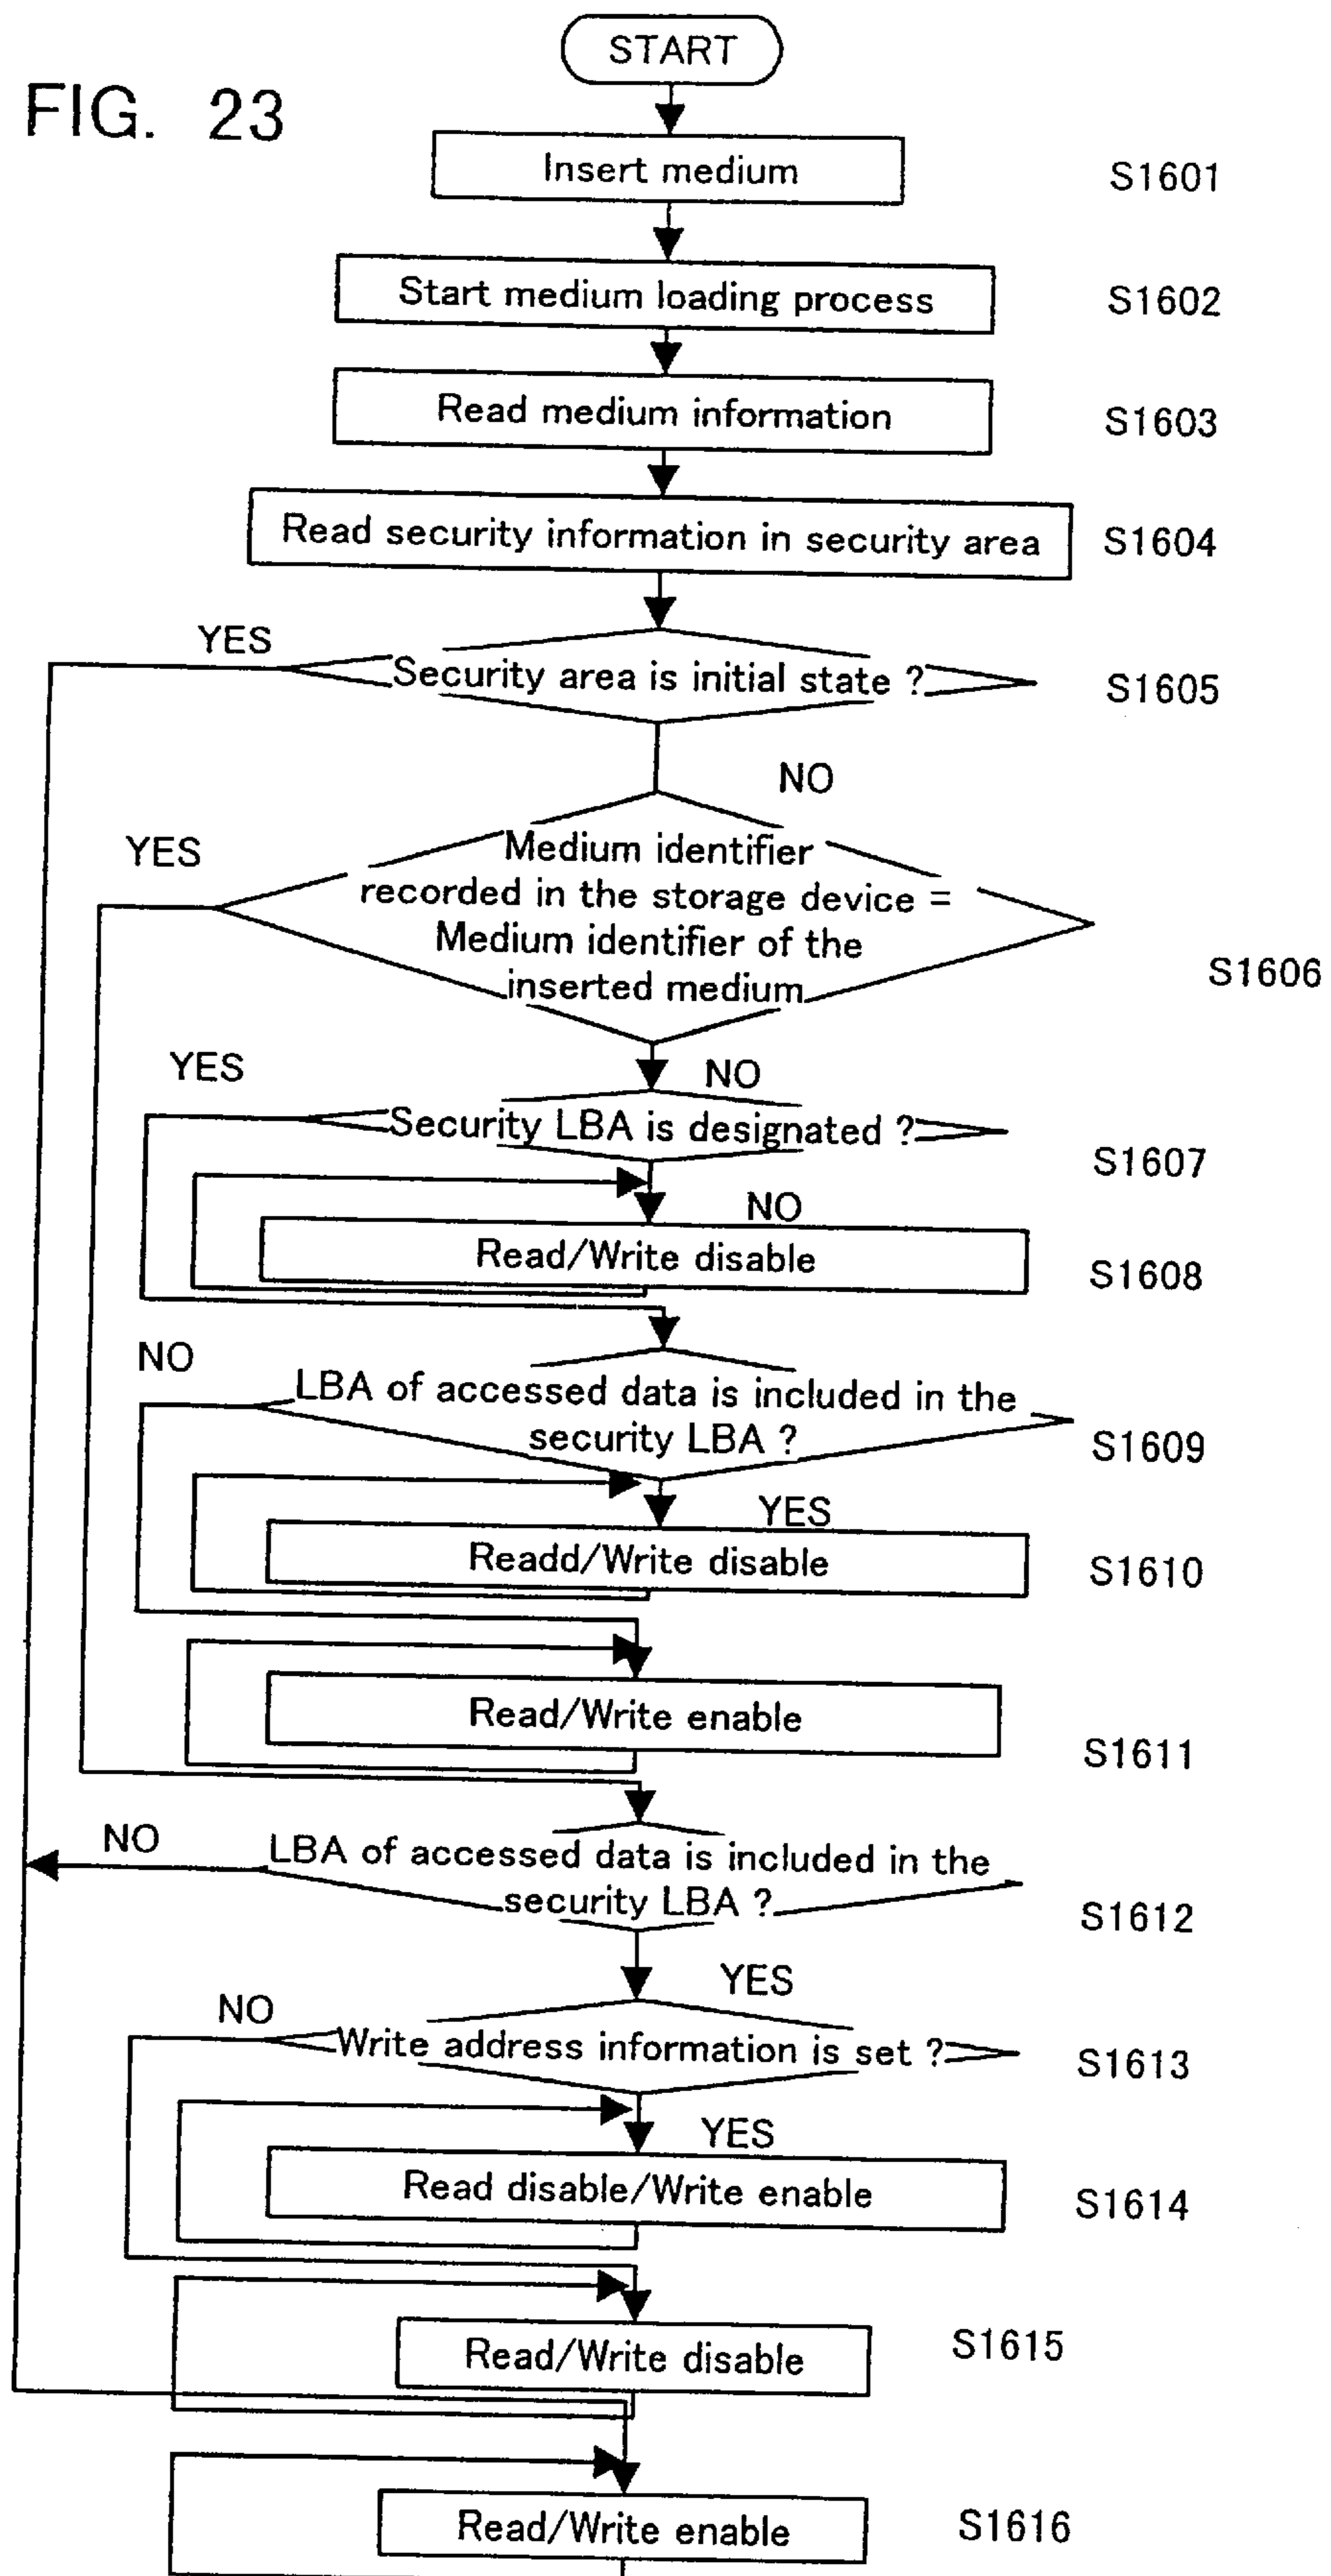 START
FIG. 23
Insert medium
S1601
Start medium loading process
S1602
Read medium information
S1603
Read security information in security area
S1604
YES
Security area is initial state ?
S1605
NO
YES
Medium identifier
recorded in the storage device =
Medium identifier of the
inserted medium
S1606
YES
NO
Security LBA is designated ?
S1607
NO
Read/Write disable
S1608
NO
LBA of accessed data is included in the
security LBA ?
S1609
YES
Readd/Write disable
S1610
Read/Write enable
S1611
NO
LBA of accessed data is included in the
security LBA ?
S1612
YES
NO
Write address information is set ?
S1613
YES
Read disable/Write enable
S1614
Read/Write disable
S1615
Read/Write enable
S1616